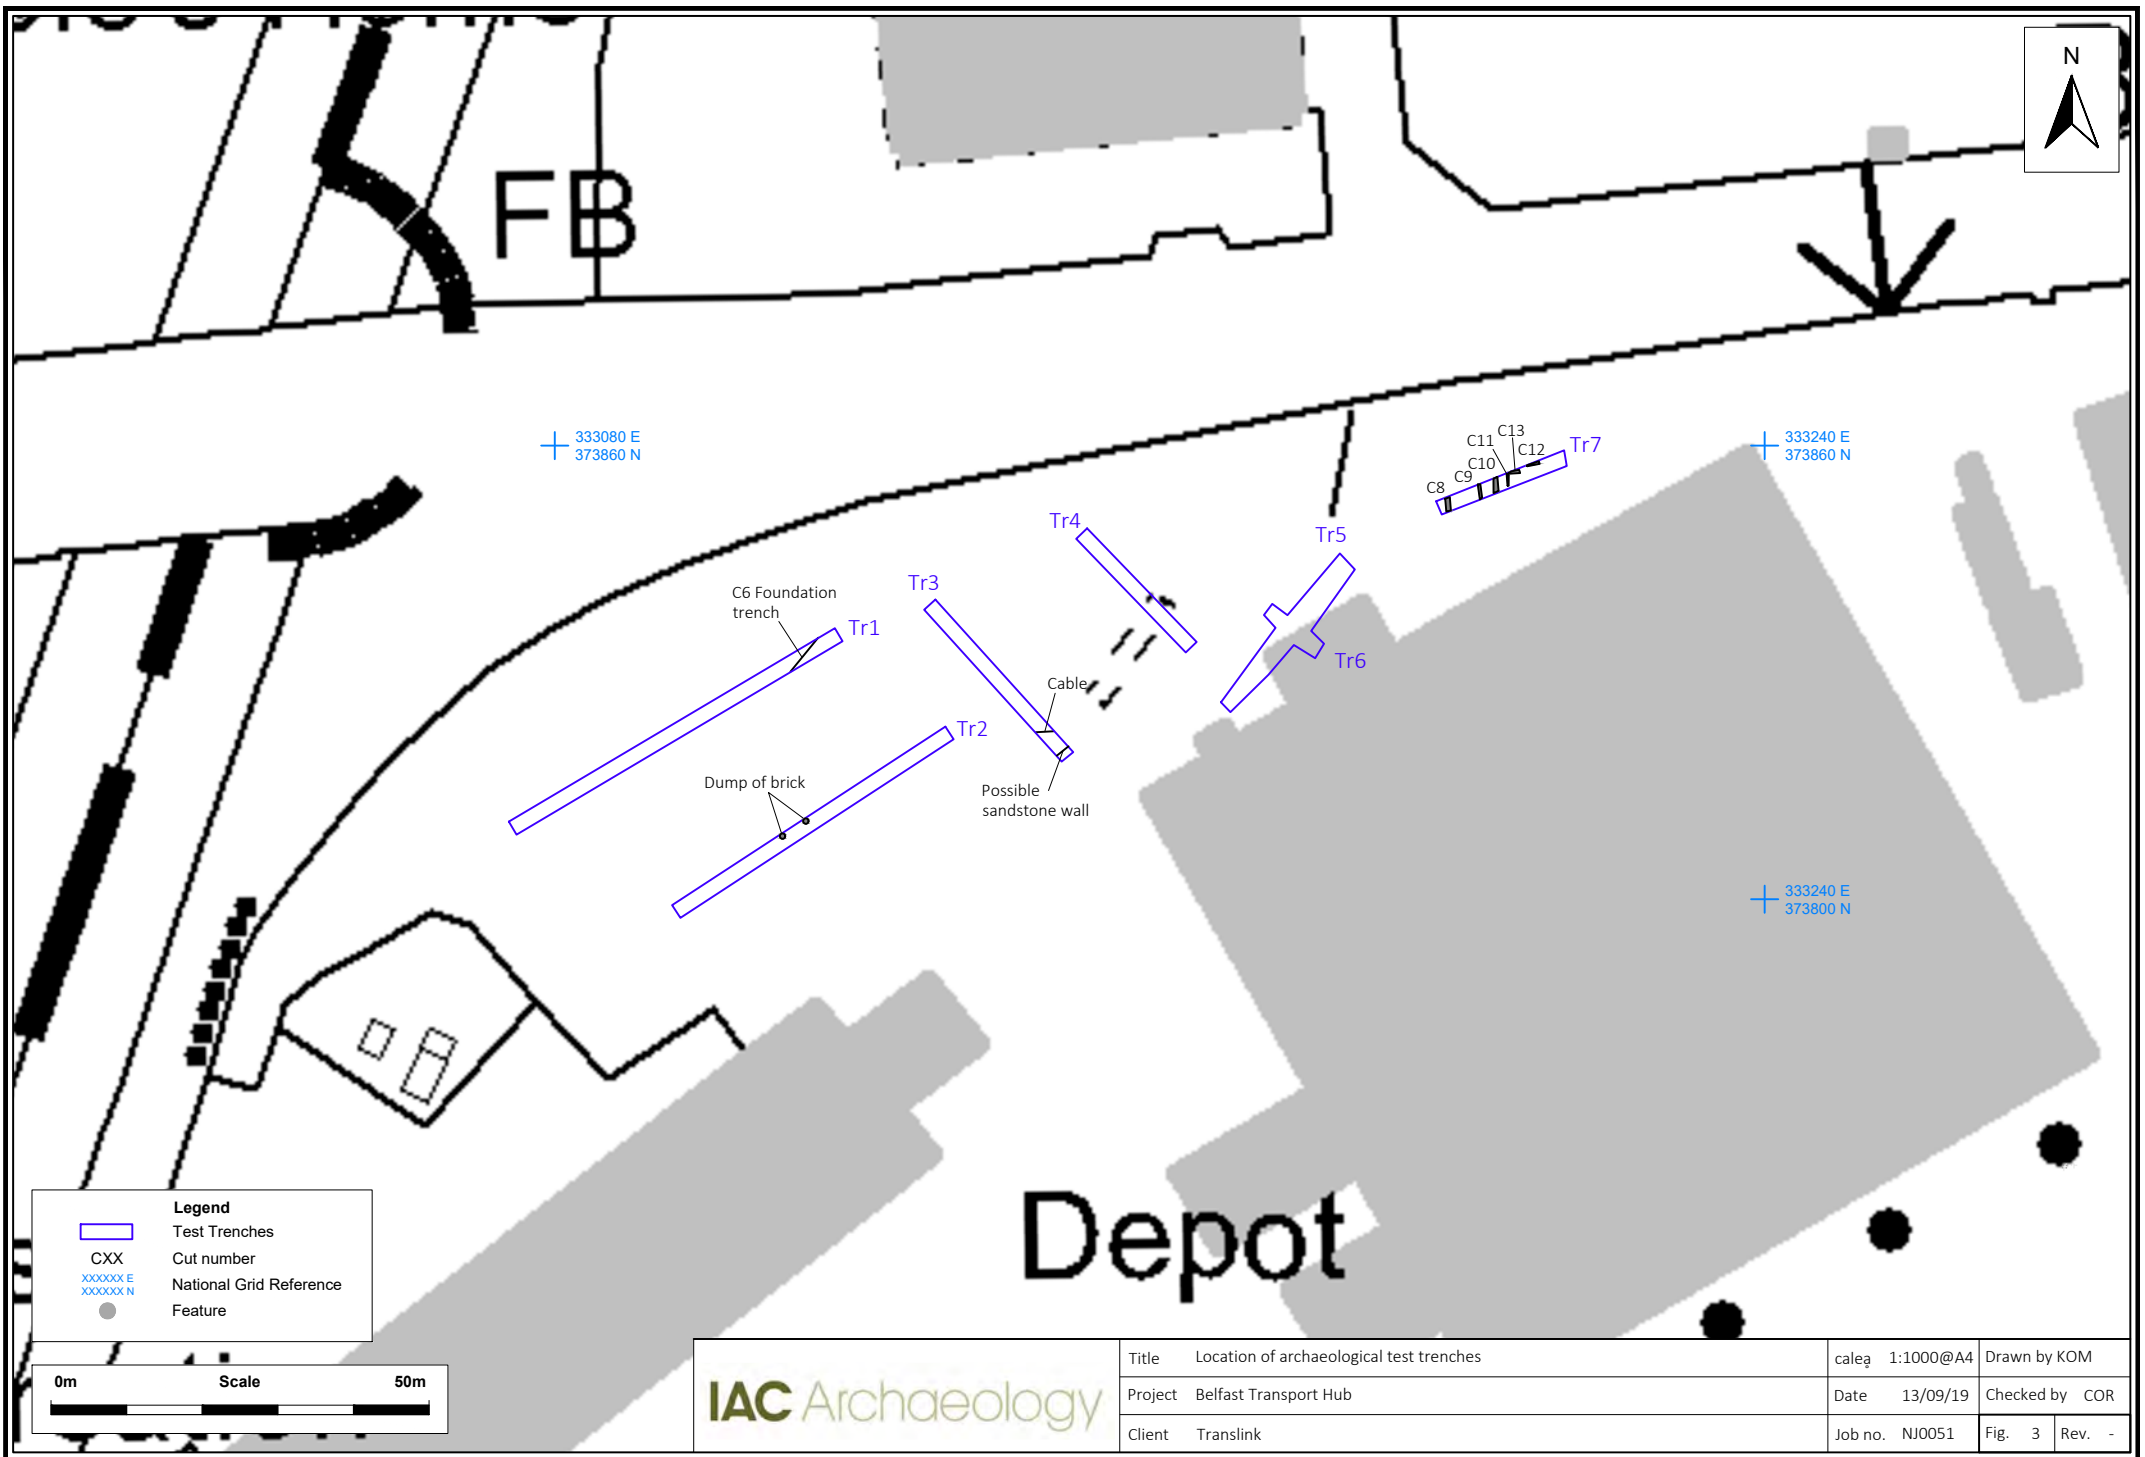 N
FB
333080 E
373860 N
333240 E
373860 N
C13
C11
C12
Tr7
C10
C9
C8
Tr4
Tr5
Tr3
C6 Foundation
trench
Tr1
Tr6
Cable
Tr2
Dump of brick
Possible
sandstone wall
333240 E
373800 N
Depot
Legend
Test Trenches
CXX Cut number
XXXXXX E
XXXXXX N
National Grid Reference
Feature
0m Scale 50m
IAC Archaeology
Title Location of archaeological test trenches
Project Belfast Transport Hub
Client Translink
1:1000@A4 Drawn by KOM
Date 13/09/19 Checked by COR
Job no. NJ0051 Fig. 3 Rev. -